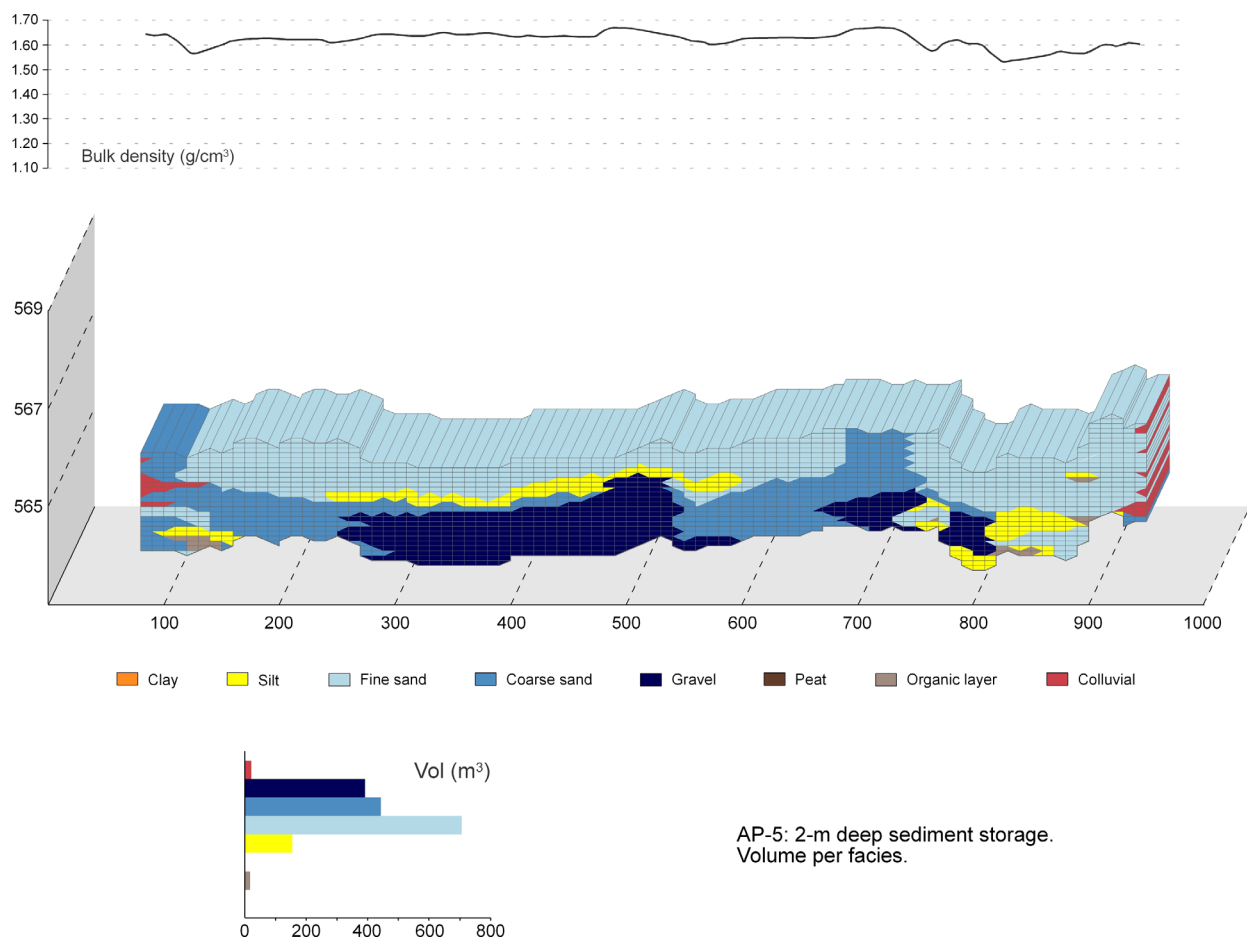 1.70
1.60
1.50
1.40
1.30
1.20
1.10
Bulk density (g/cm³)
569
567
565
100 200 300 400 500 600 700 800 900 1000
Clay Silt Fine sand Coarse sand Gravel Peat Organic layer Colluvial
Vol (m³)
0 200 400 600 800
AP-5: 2-m deep sediment storage.
Volume per facies.